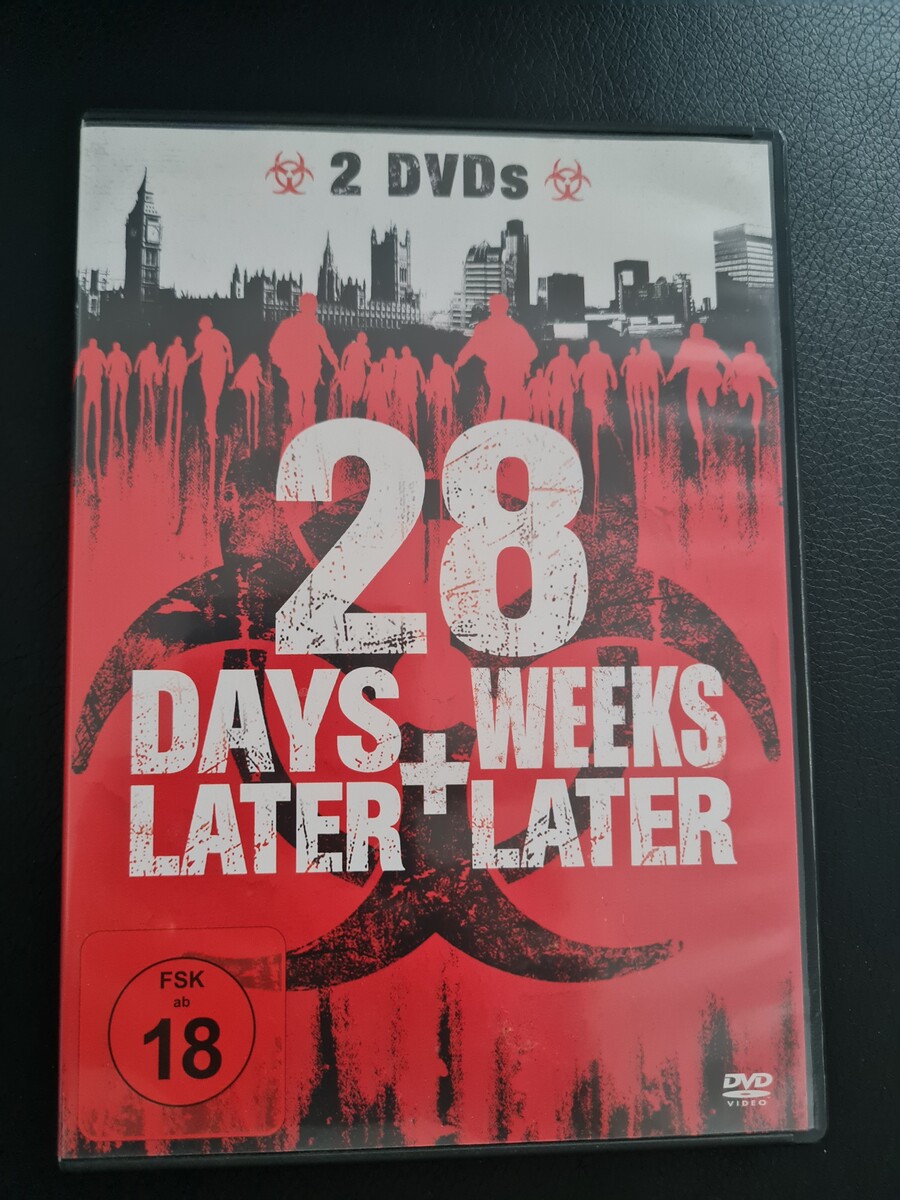 2 DVDs
28
DAYS WEEKS
+
LATER LATER
FSK
ab
18
DVD
VIDEO